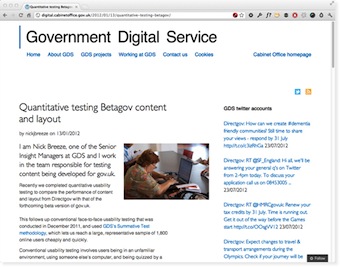 Quantitative testing Betago
digital.cabinetoffice.gov.uk/2012/01/13/quantitative-testing-betagov/
Government Digital Service
Home About GDS GDS projects Working at GDS Contact us Cookies Cabinet Office homepage
Quantitative testing Betagov content
and layout
by nickjbreeze on 13/01/2012
I am Nick Breeze, one of the Senior
Insight Managers at GDS and I work
in the team responsible for testing
content being developed for gov.uk.
Recently we completed quantitative usability
testing to compare the performance of content
and layout from Directgov with that of the
forthcoming beta version of gov.uk.
This follows up conventional face-to-face usability testing that was
conducted in December 2011, and used GDS's Summative Test
methodology, which lets us reach a large, representative sample of 1,800
online users cheaply and quickly.
Conventional usability testing involves users being in an unfamiliar
environment, using someone else's computer, and being quizzed by a
GDS twitter accounts
Directgov: How can we create #dementia
friendly communities? Still time to share
your views - respond by 31 July
23/07/2012
Directgov: RT @SF_England: Hi all, we'll be
answering your general q's on Twitter
from 2-4pm today. To discuss your
application call us on
23/07/2012
Directgov: RT @HMRCgovuk: Renew your
tax credits by 31 July. Time is running out.
Get it out of the way before the Games
start 23/07/2012
Directgov: Expect changes to travel &
transport arrangements during the
Olympics. Check if your journey will be
Follow